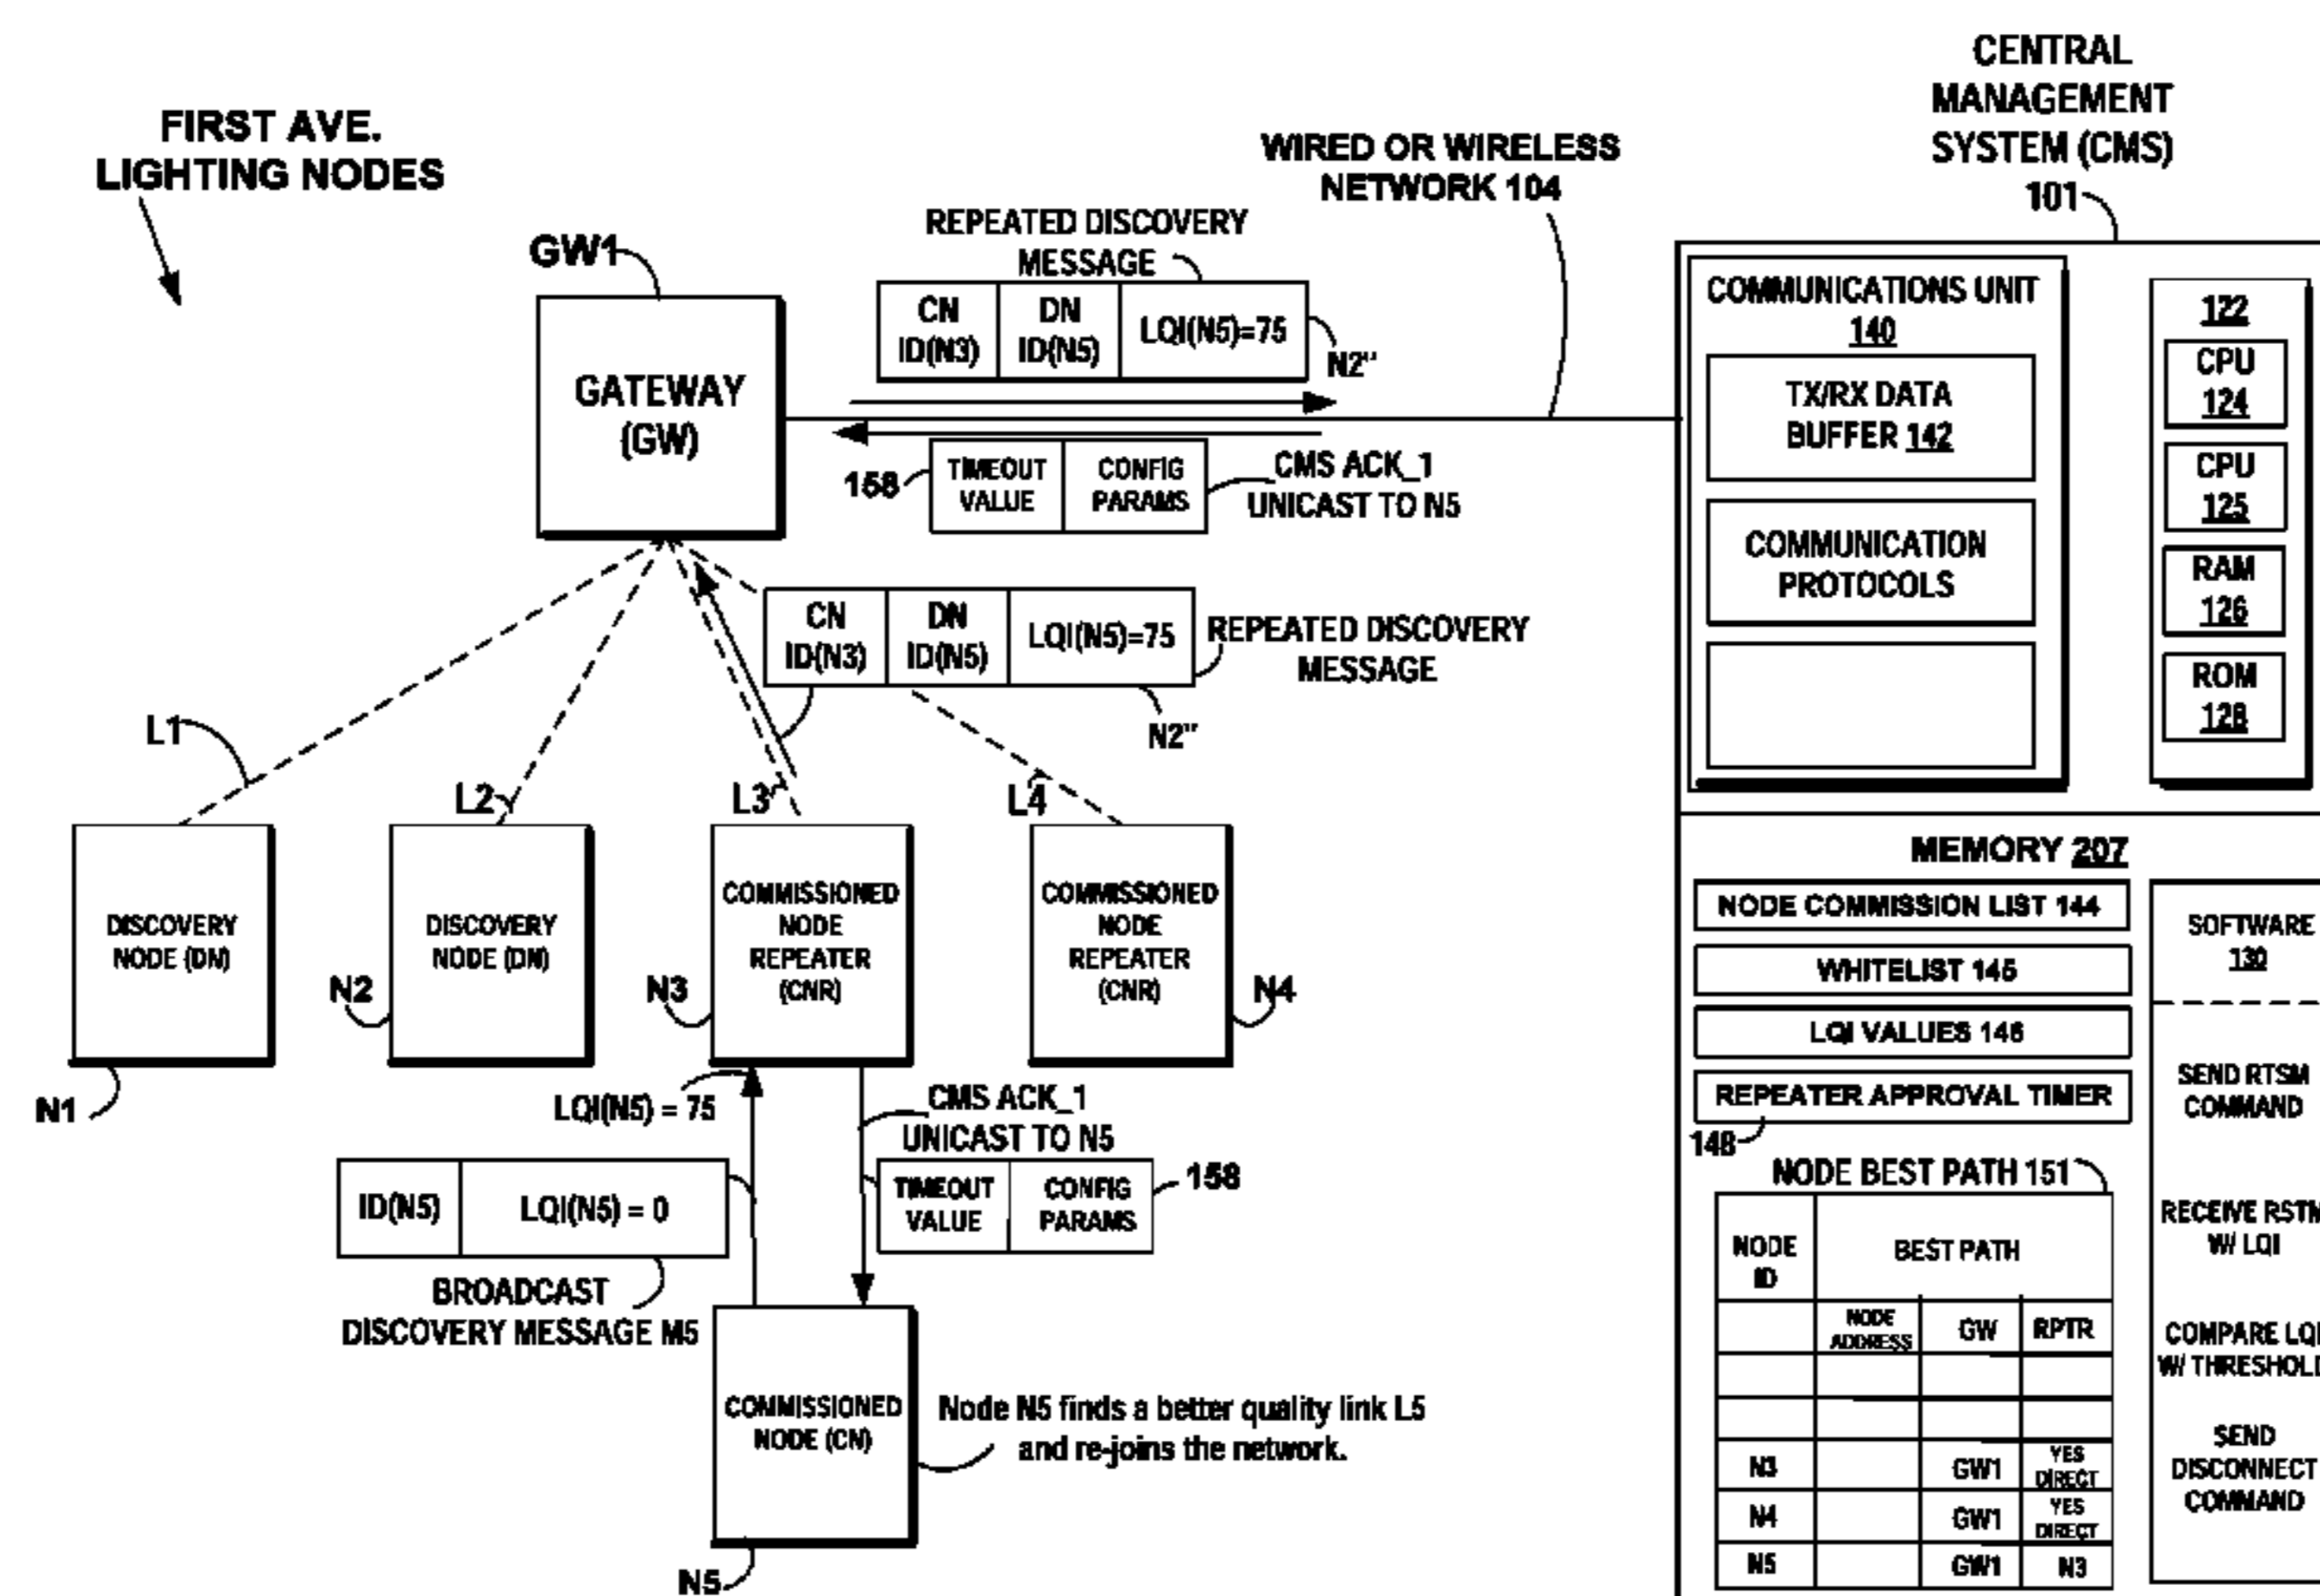 FIRST AVE.
LIGHTING NODES
GW1
GATEWAY
(GW)
REPEATED DISCOVERY
MESSAGE
CN
ID(N3)
DN
ID(N5)
LQI(N5)=75
N2"
WIRED OR WIRELESS
NETWORK 104
158
TIMEOUT
VALUE
CONFIG
PARAMS
CMS ACK_1
UNICAST TO N5
CN
ID(N3)
DN
ID(N5)
LQI(N5)=75
REPEATED DISCOVERY
MESSAGE
N2"
L1
L2
L3
L4
DISCOVERY
NODE (DN)
N1
DISCOVERY
NODE (DN)
N2
COMMISSIONED
NODE
REPEATER
(CNR)
N3
COMMISSIONED
NODE
REPEATER
(CNR)
N4
LQI(N5) = 75
CMS ACK_1
UNICAST TO N5
ID(N5)
LQI(N5) = 0
BROADCAST
DISCOVERY MESSAGE M5
TIMEOUT
VALUE
CONFIG
PARAMS
158
COMMISSIONED
NODE (CN)
N5
Node N5 finds a better quality link L5
and re-joins the network.
CENTRAL
MANAGEMENT
SYSTEM (CMS)
101
COMMUNICATIONS UNIT
140
TX/RX DATA
BUFFER 142
COMMUNICATION
PROTOCOLS
122
CPU
124
CPU
125
RAM
126
ROM
128
MEMORY 207
NODE COMMISSION LIST 144
WHITELIST 145
LQI VALUES 146
REPEATER APPROVAL TIMER
148
NODE BEST PATH 151
NODE
ID
BEST PATH
NODE
ADDRESS
GW
RPTR
N3
GW1
YES
DIRECT
N4
GW1
YES
DIRECT
N5
GW1
N3
SOFTWARE
130
SEND RTSM
COMMAND
RECEIVE RSTM
W/ LQI
COMPARE LQI
W/ THRESHOLD
SEND
DISCONNECT
COMMAND